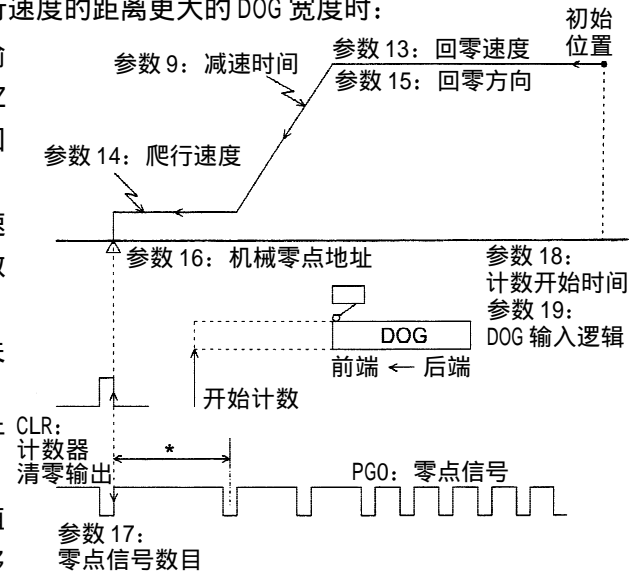 行速度的距离更大的 DOG 宽度时：
初始
位置
参数 13：回零速度
参数 9：减速时间
参数 15：回零方向
参数 14：爬行速度
参数 16：机械零点地址
参数 18：
计数开始时间
参数 19：
DOG 输入逻辑
DOG
前端 ← 后端
开始计数
CLR：
计数器
清零输出
*
PGO：零点信号
参数 17：
零点信号数目